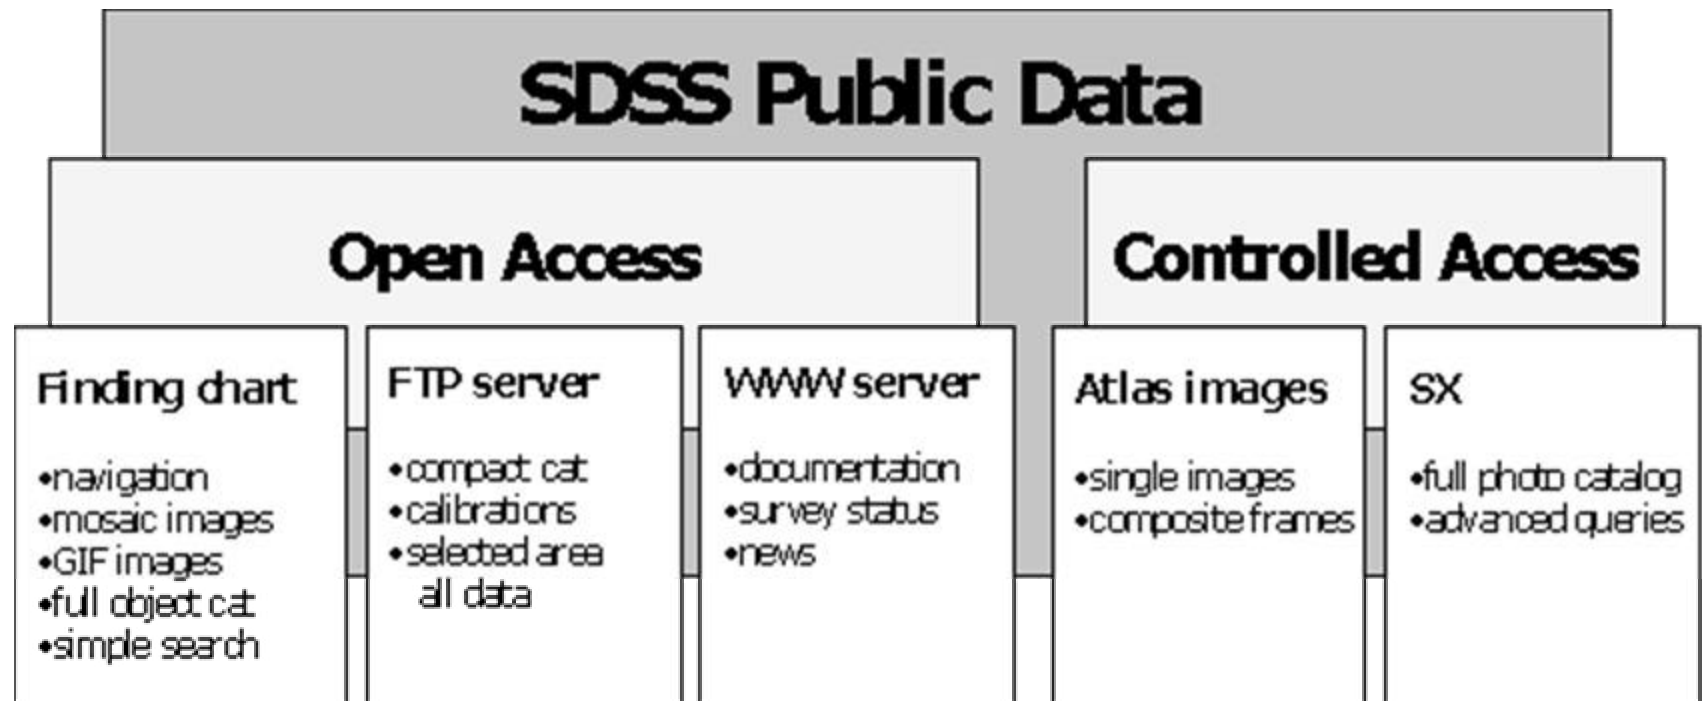 SDSS Public Data
Open Access
Controlled Access
Finding chart
•navigation
•mosaic images
•GIF images
•full object cat
•simple search
FTP server
•compact cat
•calibrations
•selected area
all data
WWW server
•documentation
•survey status
•news
Atlas images
•single images
•composite frames
SX
•full photo catalog
•advanced queries